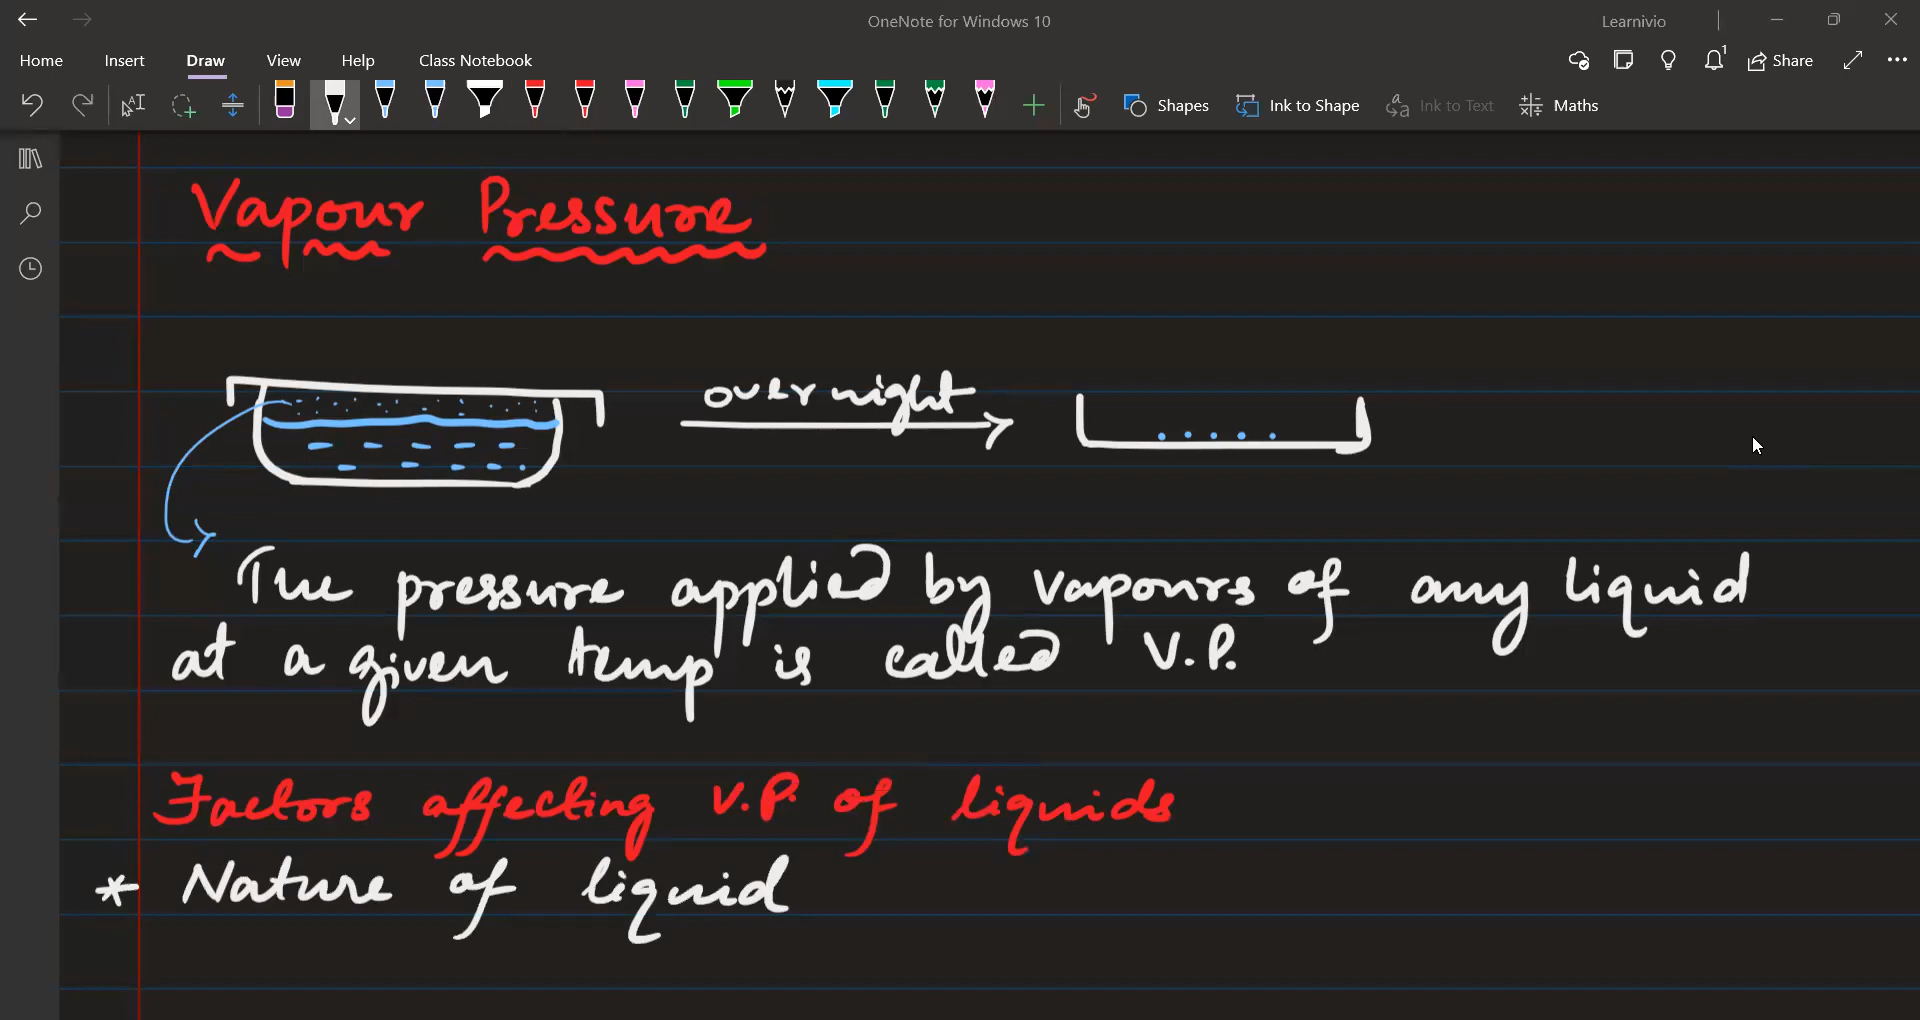 OneNote for Windows 10
Learnivio
Home Insert Draw View Help Class Notebook
1
Share
Shapes Ink to Shape Ink to Text Maths
Vapour Pressure
over night
The pressure applied by vapours of any liquid
at a given temp is called V.P.
Factors affecting V.P. of liquids
* Nature of liquid